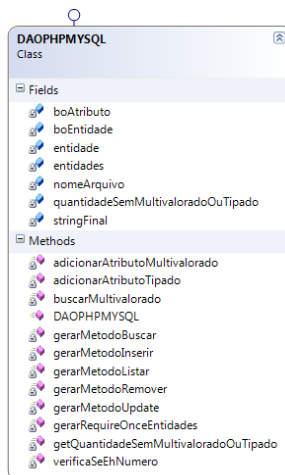 DAOPHPMYSQL
Class
Fields
boAtributo
boEntidade
entidade
entidades
nomeArquivo
quantidadeSemMultivaloradoOuTipado
stringFinal
Methods
adicionarAtributoMultivalorado
adicionarAtributoTipado
buscarMultivalorado
DAOPHPMYSQL
gerarMetodoBuscar
gerarMetodoInserir
gerarMetodoListar
gerarMetodoRemover
gerarMetodoUpdate
gerarRequireOnceEntidades
getQuantidadeSemMultivaloradoOuTipado
verificaSeEhNumero